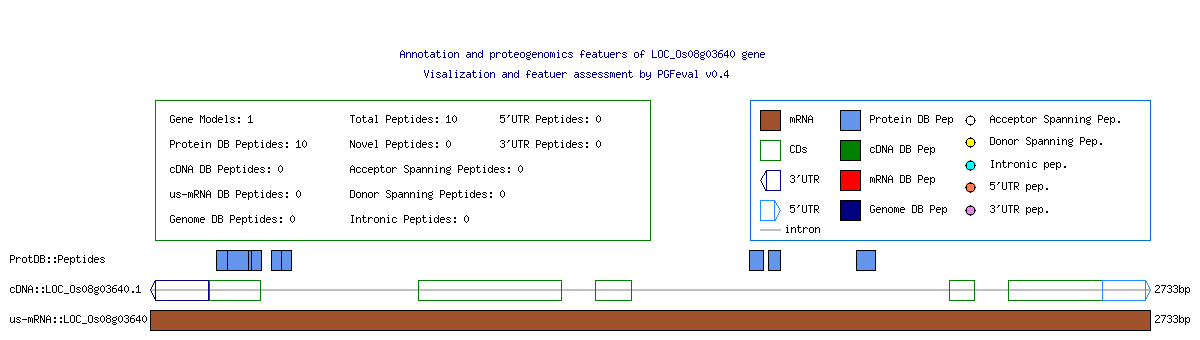 Annotation and proteogenomics featuers of LOC_Os08g03640 gene
Visalization and featuer assessment by PGFeval v0.4
Gene Models: 1 Total Peptides: 10 5'UTR Peptides: 0
Protein DB Peptides: 10 Novel Peptides: 0 3'UTR Peptides: 0
cDNA DB Peptides: 0 Acceptor Spanning Peptides: 0
us-mRNA DB Peptides: 0 Donor Spanning Peptides: 0
Genome DB Peptides: 0 Intronic Peptides: 0
mRNA Protein DB Pep Acceptor Spanning Pep.
CDs cDNA DB Pep Donor Spanning Pep.
3'UTR mRNA DB Pep Intronic pep.
5'UTR Genome DB Pep 5'UTR pep.
intron 3'UTR pep.
ProtDB::Peptides
cDNA::LOC_Os08g03640.1 2733bp
us-mRNA::LOC_Os08g03640 2733bp